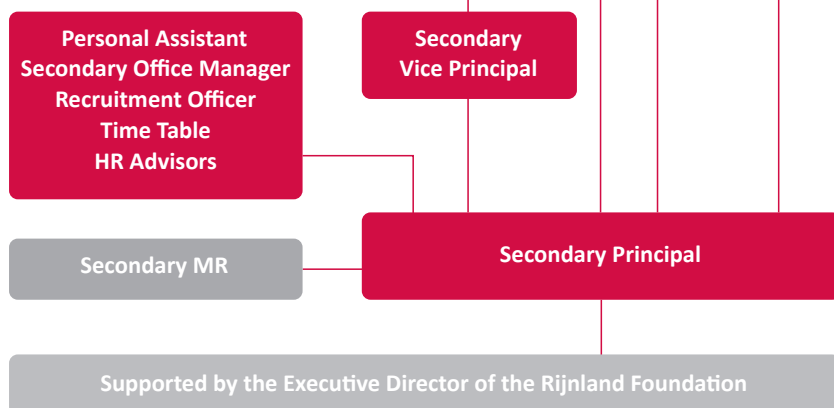 Personal Assistant
Secondary Office Manager
Recruitment Officer
Time Table
HR Advisors
Secondary
Vice Principal
Secondary MR
Secondary Principal
Supported by the Executive Director of the Rijnland Foundation